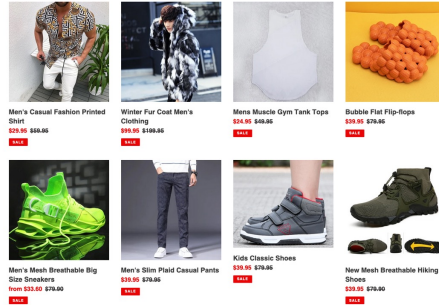 Men's Casual Fashion Printed
Shirt
$29.95 $59.95
SALE
Winter Fur Coat Men's
Clothing
$99.95 $199.95
SALE
Mens Muscle Gym Tank Tops
$24.95 $49.95
SALE
Bubble Flat Flip-flops
$39.95 $79.95
SALE
Men's Mesh Breathable Big
Size Sneakers
from $33.60 $79.90
SALE
Men's Slim Plaid Casual Pants
$39.95 $79.95
SALE
Kids Classic Shoes
$39.95 $79.95
SALE
New Mesh Breathable Hiking
Shoes
$39.95 $79.90
SALE